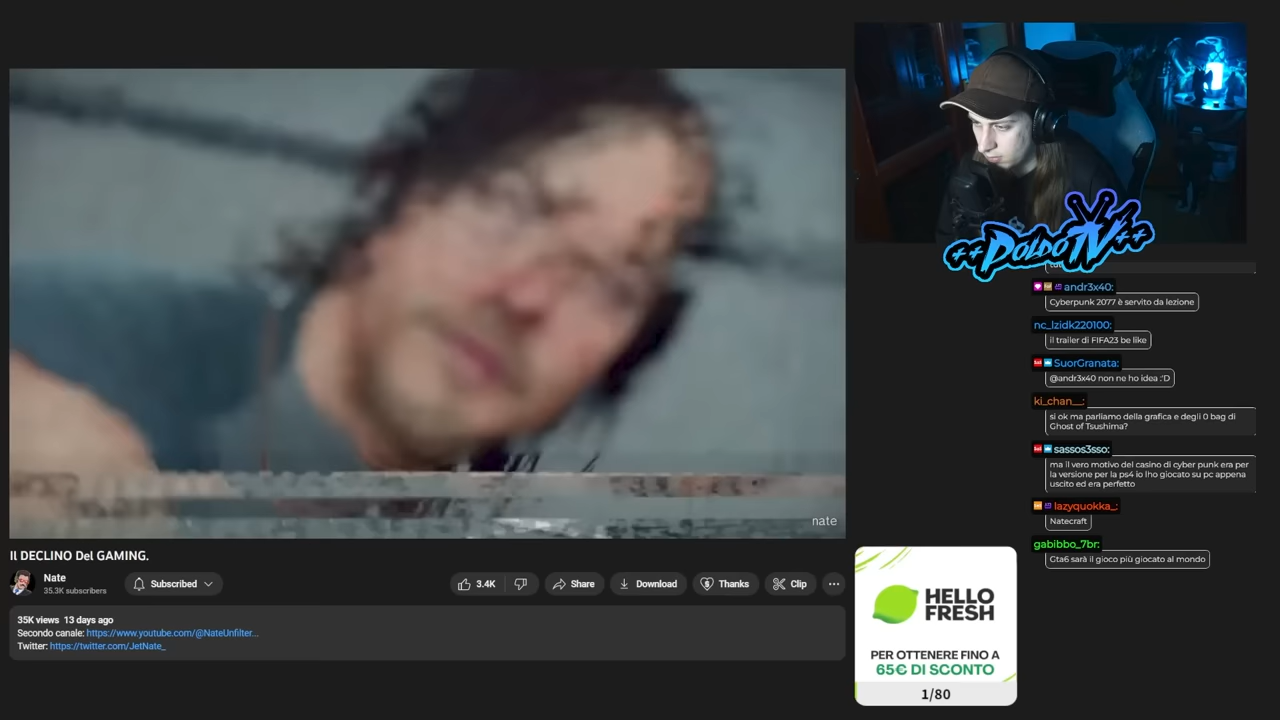 nate
Il DECLINO Del GAMING.
Nate
35.3K subscribers
Subscribed
3.4K
Share
Download
Thanks
Clip
35K views 13 days ago
Secondo canale: https://www.youtube.com/@NateUnfilter...
Twitter: https://twitter.com/JetNate_
++POLDOTV++
andr3x40:
Cyberpunk 2077 è servito da lezione
nc_lzidk220100:
il trailer di FIFA23 be like
SuorGranata:
@andr3x40 non ne ho idea :'D
ki_chan__:
si ok ma parliamo della grafica e degli 0 bag di
Ghost of Tsushima?
sassos3sso:
ma il vero motivo del casino di cyber punk era per
la versione per la ps4 io lho giocato su pc appena
uscito ed era perfetto
lazyquokka_:
Natecraft
gabibbo_7br:
Gta6 sarà il gioco più giocato al mondo
HELLO
FRESH
PER OTTENERE FINO A
65€ DI SCONTO
1/80